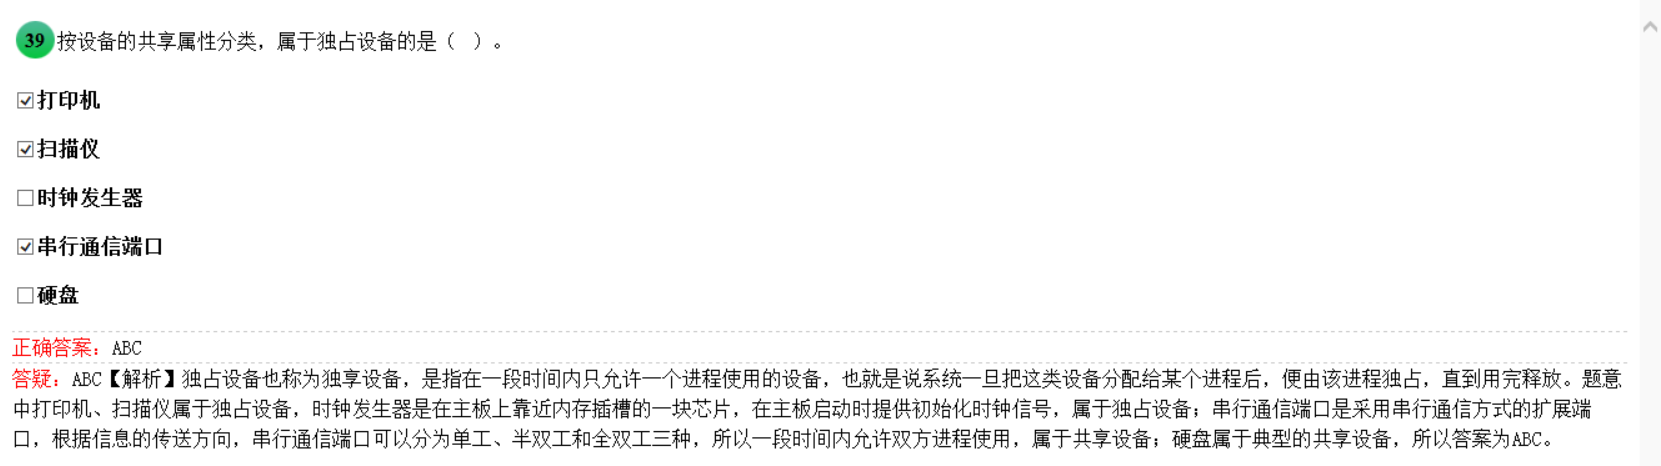 39 按设备的共享属性分类，属于独占设备的是（ ）。
打印机
扫描仪
时钟发生器
串行通信端口
硬盘
正确答案：ABC
答疑：ABC【解析】独占设备也称为独享设备，是指在一段时间内只允许一个进程使用的设备，也就是说系统一旦把这类设备分配给某个进程后，便由该进程独占，直到用完释放。题意
中打印机、扫描仪属于独占设备，时钟发生器是在主板上靠近内存插槽的一块芯片，在主板启动时提供初始化时钟信号，属于独占设备；串行通信端口是采用串行通信方式的扩展端
口，根据信息的传送方向，串行通信端口可以分为单工、半双工和全双工三种，所以一段时间内允许双方进程使用，属于共享设备；硬盘属于典型的共享设备，所以答案为ABC。